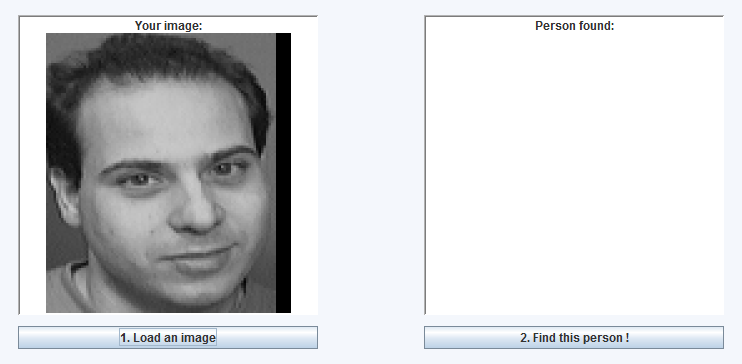 Your image:
Person found:
1. Load an image
2. Find this person !